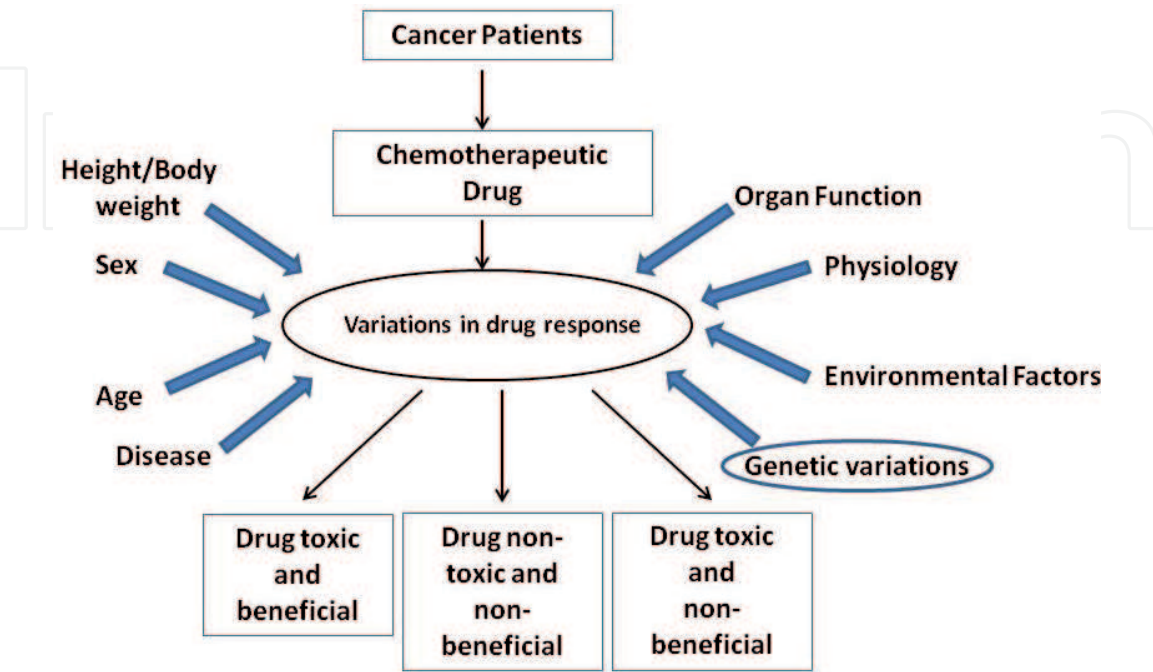 Cancer Patients
Chemotherapeutic
Drug
Height/Body
weight
Sex
Age
Disease
Organ Function
Physiology
Environmental Factors
Genetic variations
Variations in drug response
Drug toxic
and
beneficial
Drug non-
toxic and
non-
beneficial
Drug toxic
and
non-
beneficial